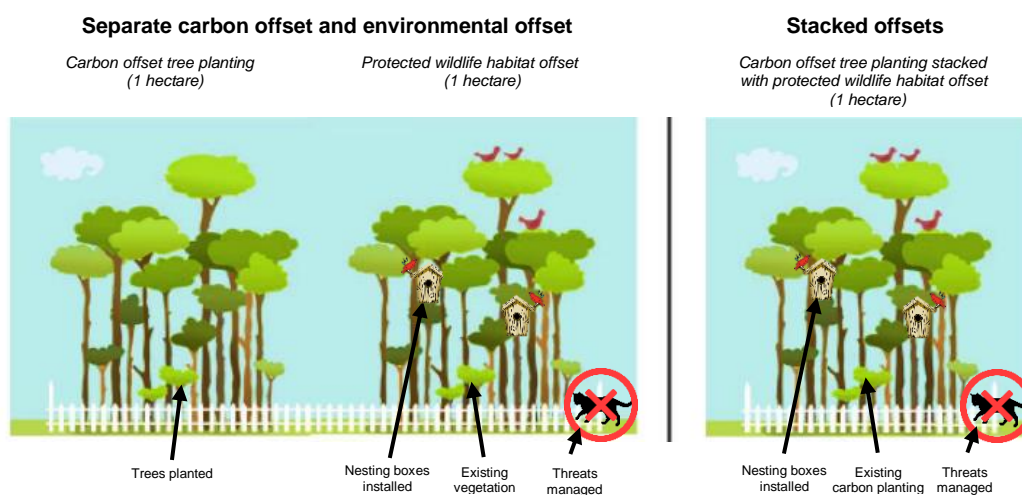 Separate carbon offset and environmental offset
Carbon offset tree planting
(1 hectare)
Protected wildlife habitat offset
(1 hectare)
Trees planted
Nesting boxes
installed
Existing
vegetation
Threats
managed
Stacked offsets
Carbon offset tree planting stacked
with protected wildlife habitat offset
(1 hectare)
Nesting boxes
installed
Existing
carbon planting
Threats
managed